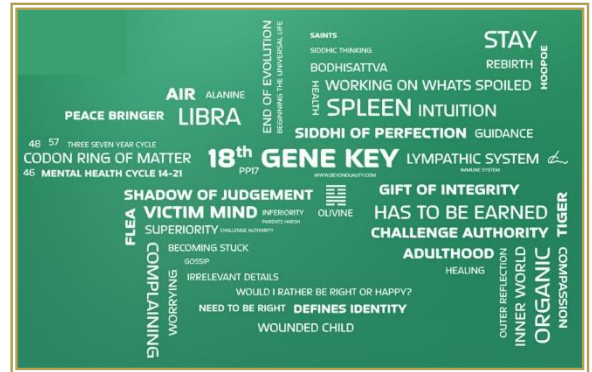 SAINTS
STAY
SIDDHIC THINKING
REBIRTH
HOOPOE
BODHISATTVA
END OF EVOLUTION
BEGINNING THE UNIVERSAL LIFE
HEALTH
WORKING ON WHATS SPOILED
AIR ALANINE
SPLEEN INTUITION
PEACE BRINGER LIBRA
SIDDHI OF PERFECTION GUIDANCE
48 57 THREE SEVEN YEAR CYCLE
CODON RING OF MATTER 18th GENE KEY LYMPATHIC SYSTEM
46 MENTAL HEALTH CYCLE 14-21 PP17 WWW.BEYONDUALITY.COM IMMUNE SYSTEM
SHADOW OF JUDGEMENT GIFT OF INTEGRITY
FLEA
VICTIM MIND INFERIORITY OLIVINE HAS TO BE EARNED
PARENTS HARSH
TIGER
SUPERIORITY CHALLENGE AUTHORITY CHALLENGE AUTHORITY
COMPLAINING
WORRYING
BECOMING STUCK ADULTHOOD
GOSSIP HEALING
OUTER REFLECTION
INNER WORLD
ORGANIC
COMPASSION
IRRELEVANT DETAILS
WOULD I RATHER BE RIGHT OR HAPPY?
NEED TO BE RIGHT DEFINES IDENTITY
WOUNDED CHILD